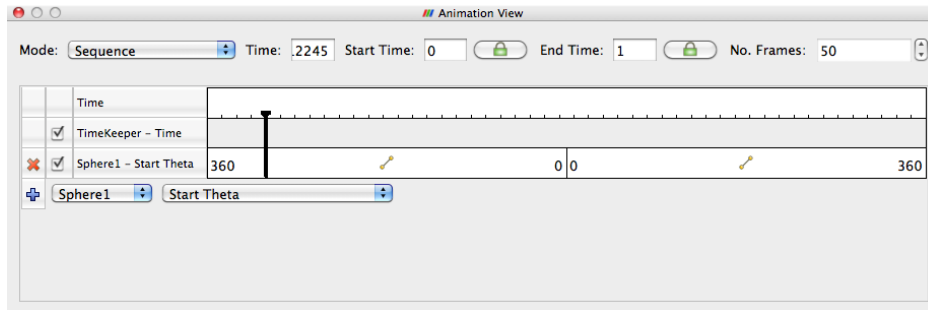 Animation View
Mode: Sequence Time: .2245 Start Time: 0 End Time: 1 No. Frames: 50
Time
TimeKeeper – Time
Sphere1 – Start Theta 360 0 0 360
Sphere1 Start Theta